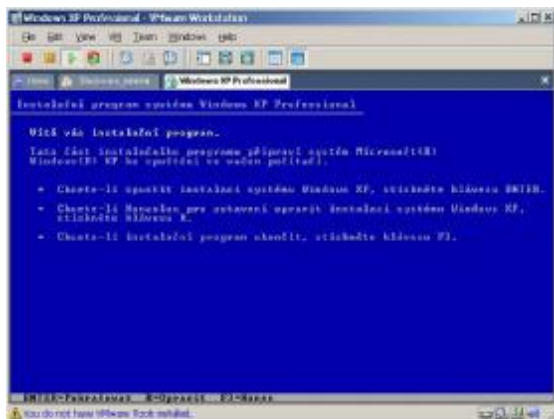 Windows XP Professional - VMware Workstation
File Edit View VM Team Windows Help
Home
Windows XP Professional
Instalační program systému Windows XP Professional
Vítá vás instalační program.
Tato část instalačního programu připraví systém Microsoft(R)
Windows(R) XP ke spuštění ve vašem počítači.
• Chcete-li spustit instalaci systému Windows XP, stiskněte klávesu ENTER.
• Chcete-li Konzolou pro zotavení opravit instalaci systému Windows XP,
stiskněte klávesu R.
• Chcete-li instalační program ukončit, stiskněte klávesu F3.
ENTER=Pokračovat R=Opravit F3=Konec
You do not have VMware Tools installed.